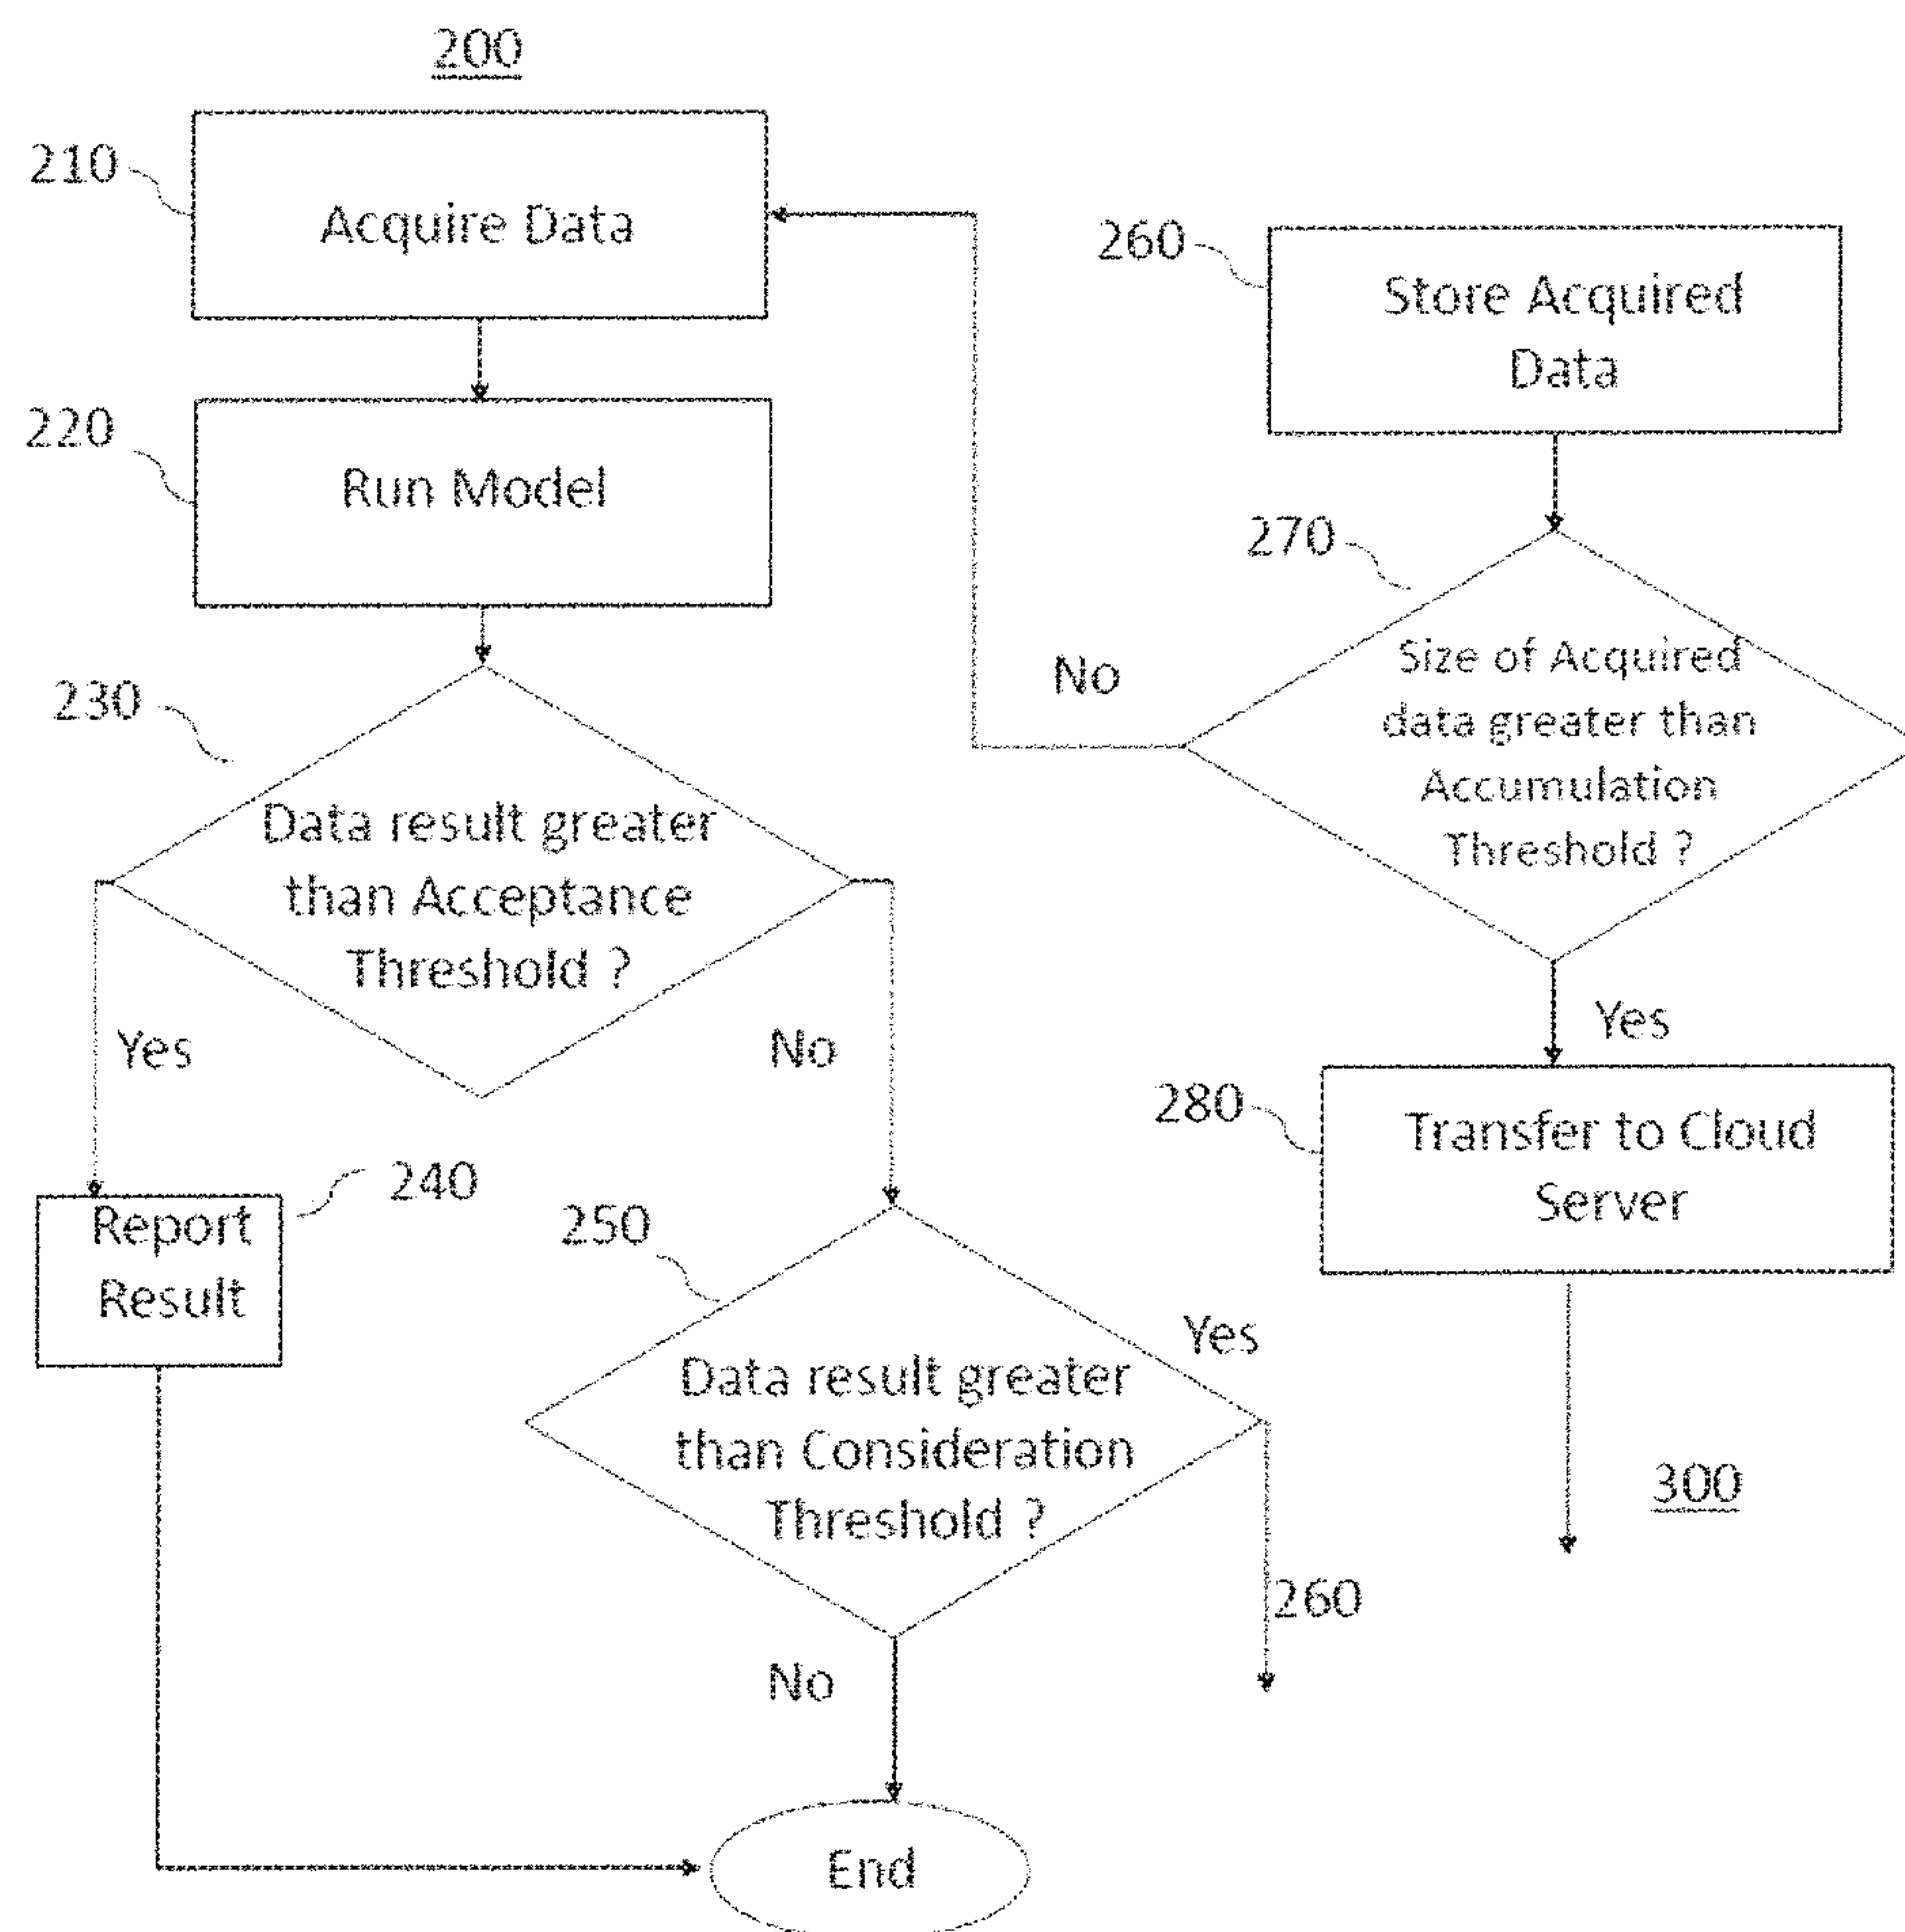 200
210
Acquire Data
220
Run Model
230
Data result greater
than Acceptance
Threshold ?
Yes
No
240
Report
Result
250
Data result greater
than Consideration
Threshold ?
Yes
260
No
End
260
Store Acquired
Data
270
Size of Acquired
data greater than
Accumulation
Threshold ?
No
Yes
280
Transfer to Cloud
Server
300